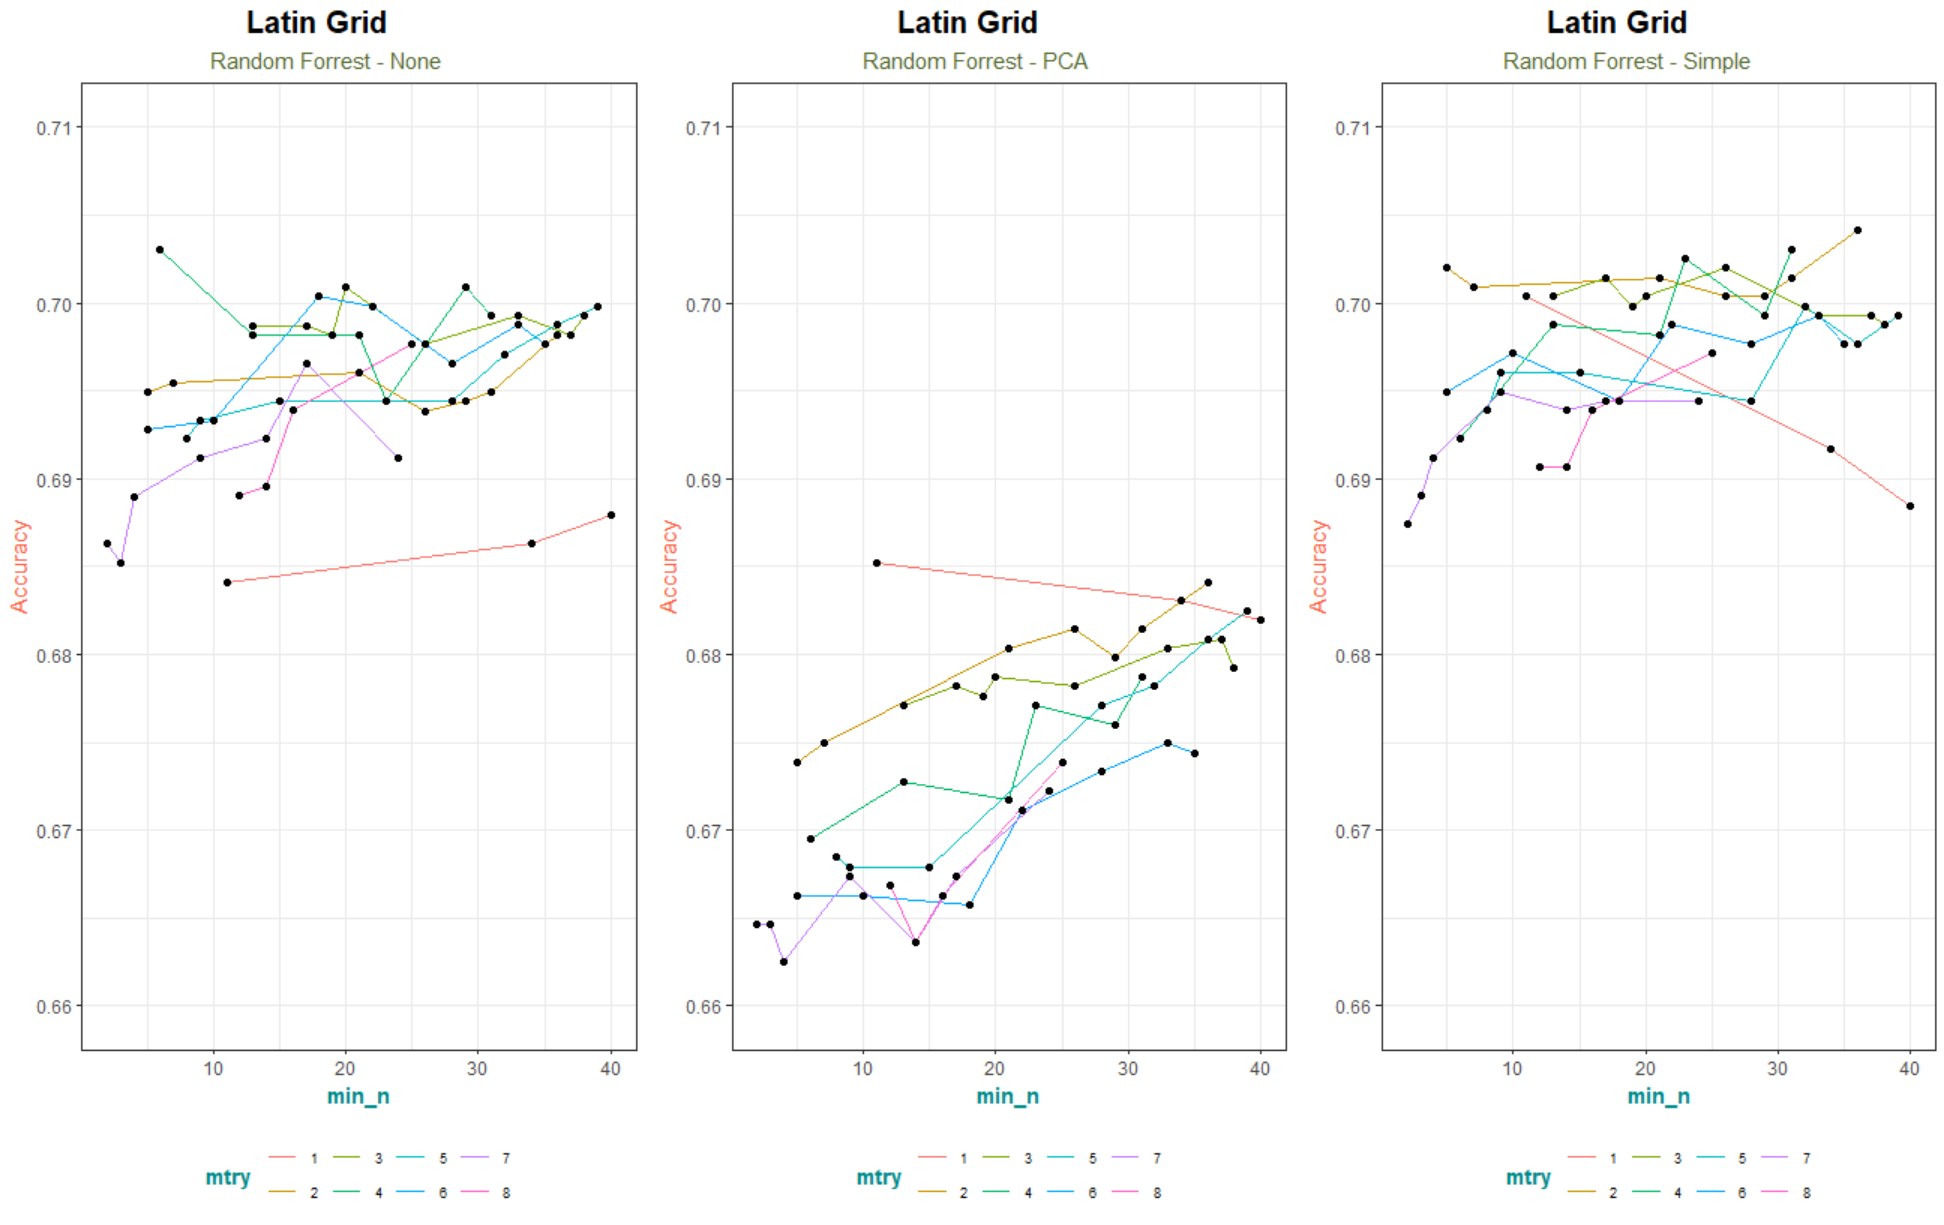 Latin Grid
Random Forrest - None
0.71
0.70
0.69
0.68
0.67
0.66
Accuracy
10 20 30 40
min_n
mtry
1 3 5 7
2 4 6 8
Latin Grid
Random Forrest - PCA
0.71
0.70
0.69
0.68
0.67
0.66
Accuracy
10 20 30 40
min_n
mtry
1 3 5 7
2 4 6 8
Latin Grid
Random Forrest - Simple
0.71
0.70
0.69
0.68
0.67
0.66
Accuracy
10 20 30 40
min_n
mtry
1 3 5 7
2 4 6 8